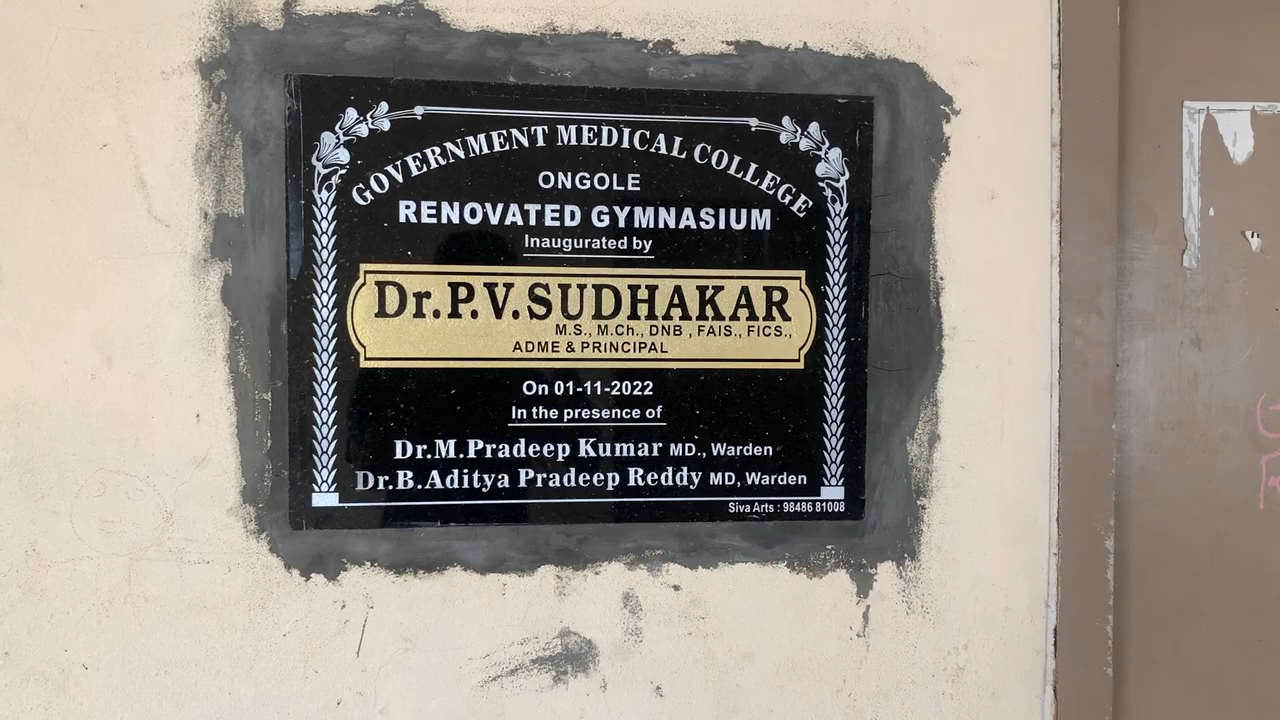 GOVERNMENT MEDICAL COLLEGE
ONGOLE
RENOVATED GYMNASIUM
Inaugurated by
Dr.P.V.SUDHAKAR
M.S., M.Ch., DNB , FAIS., FICS.,
ADME & PRINCIPAL
On 01-11-2022
In the presence of
Dr.M.Pradeep Kumar MD., Warden
Dr.B.Aditya Pradeep Reddy MD, Warden
Siva Arts : 98486 81008